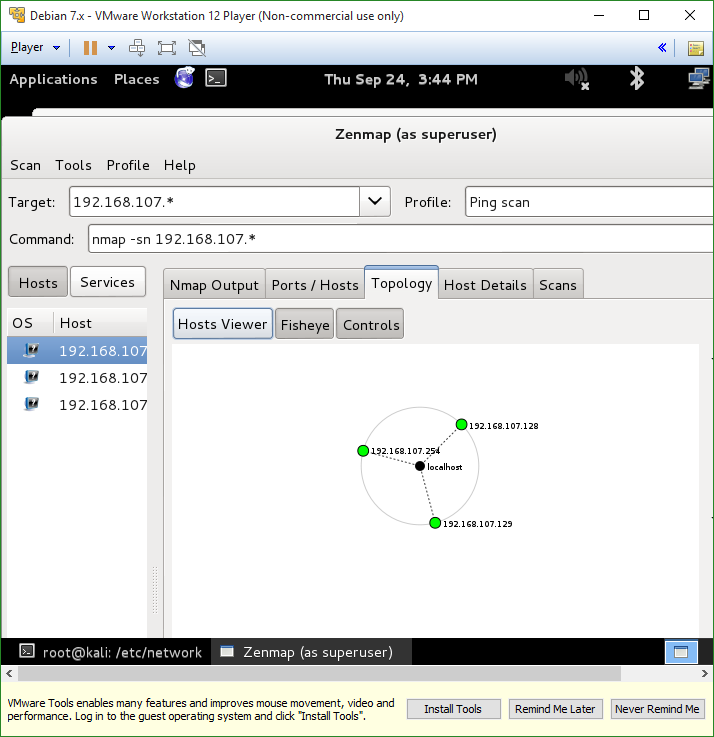 Debian 7.x - VMware Workstation 12 Player (Non-commercial use only)
Player
Applications Places Thu Sep 24, 3:44 PM
Zenmap (as superuser)
Scan Tools Profile Help
Target: 192.168.107.* Profile: Ping scan
Command: nmap -sn 192.168.107.*
Hosts Services Nmap Output Ports / Hosts Topology Host Details Scans
Hosts Viewer Fisheye Controls
OS Host
192.168.107
192.168.107
192.168.107
192.168.107.128
192.168.107.254
localhost
192.168.107.129
root@kali: /etc/network Zenmap (as superuser)
VMware Tools enables many features and improves mouse movement, video and
performance. Log in to the guest operating system and click "Install Tools".
Install Tools Remind Me Later Never Remind Me